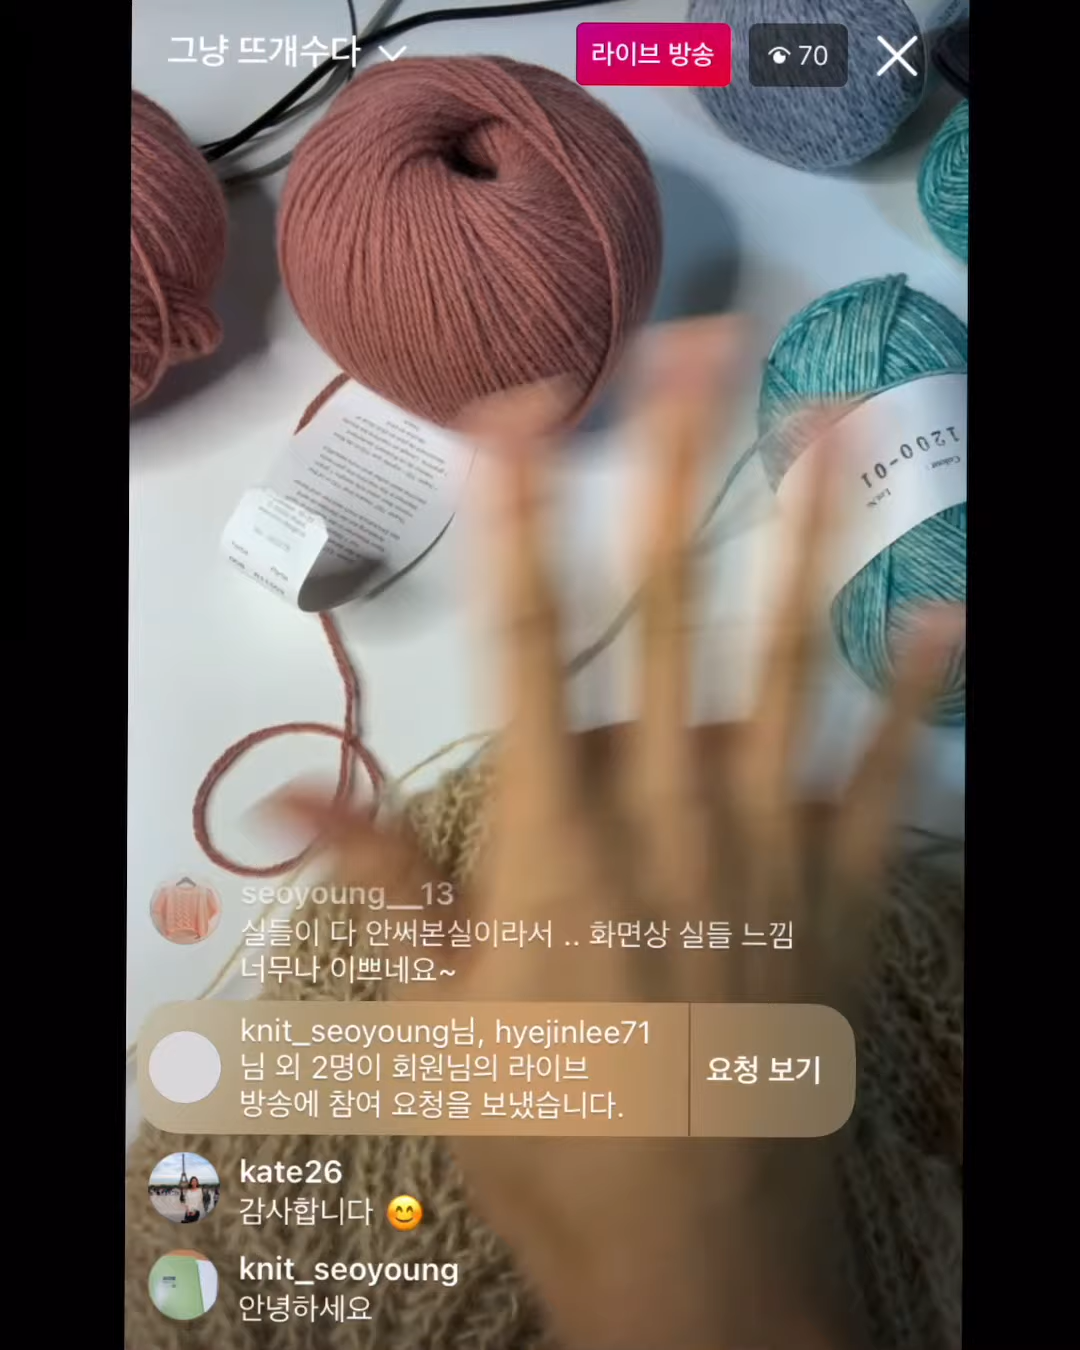 그냥 뜨개수다
라이브 방송
70
1200-01
Colour :
Lot.Nr
seoyoung__13
실들이 다 안써본실이라서 .. 화면상 실들 느낌
너무나 이쁘네요~
knit_seoyoung님, hyejinlee71
님 외 2명이 회원님의 라이브
방송에 참여 요청을 보냈습니다.
요청 보기
kate26
감사합니다 😊
knit_seoyoung
안녕하세요